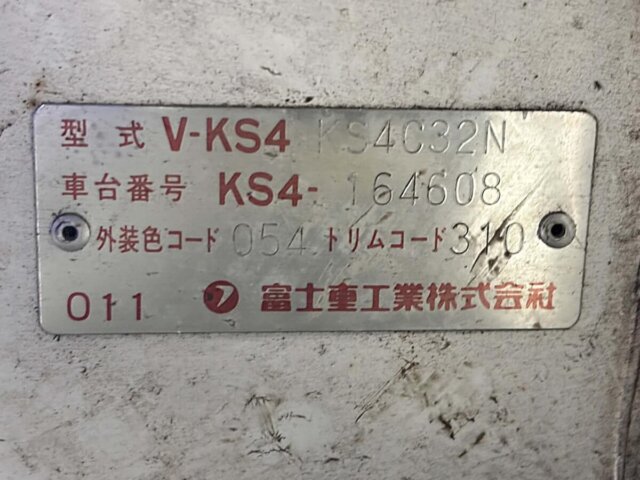 型式 V-KS4 KS4C32N
車台番号 KS4-164608
外装色コード 054 トリムコード 310
011 富士重工業株式会社